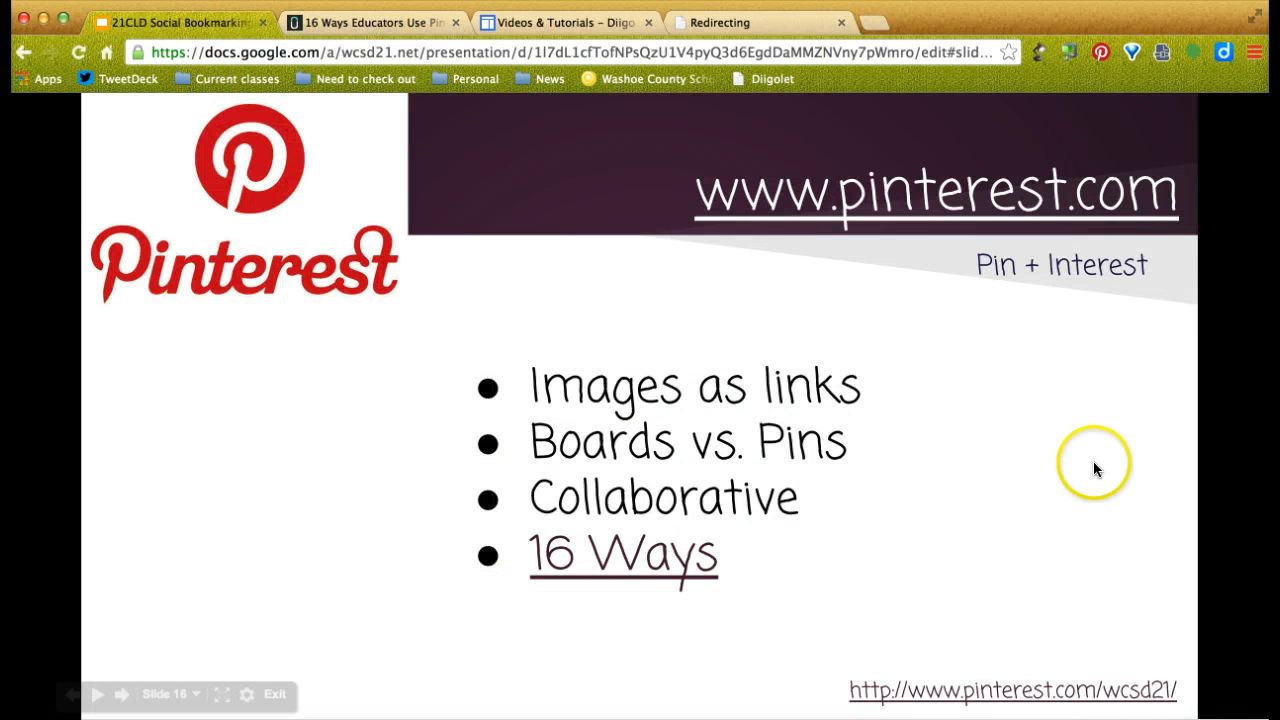 21CLD Social Bookmarkin
16 Ways Educators Use Pin
Videos & Tutorials – Diigo
Redirecting
https://docs.google.com/a/wcsd21.net/presentation/d/1l7dL1cfTofNPsQzU1V4pyQ3d6EgdDaMMZNVny7pWmro/edit#slid...
Apps TweetDeck Current classes Need to check out Personal News Washoe County Scho Diigolet
Pinterest
www.pinterest.com
Pin + Interest
● Images as links
● Boards vs. Pins
● Collaborative
● 16 Ways
Slide 16 Exit
http://www.pinterest.com/wcsd21/